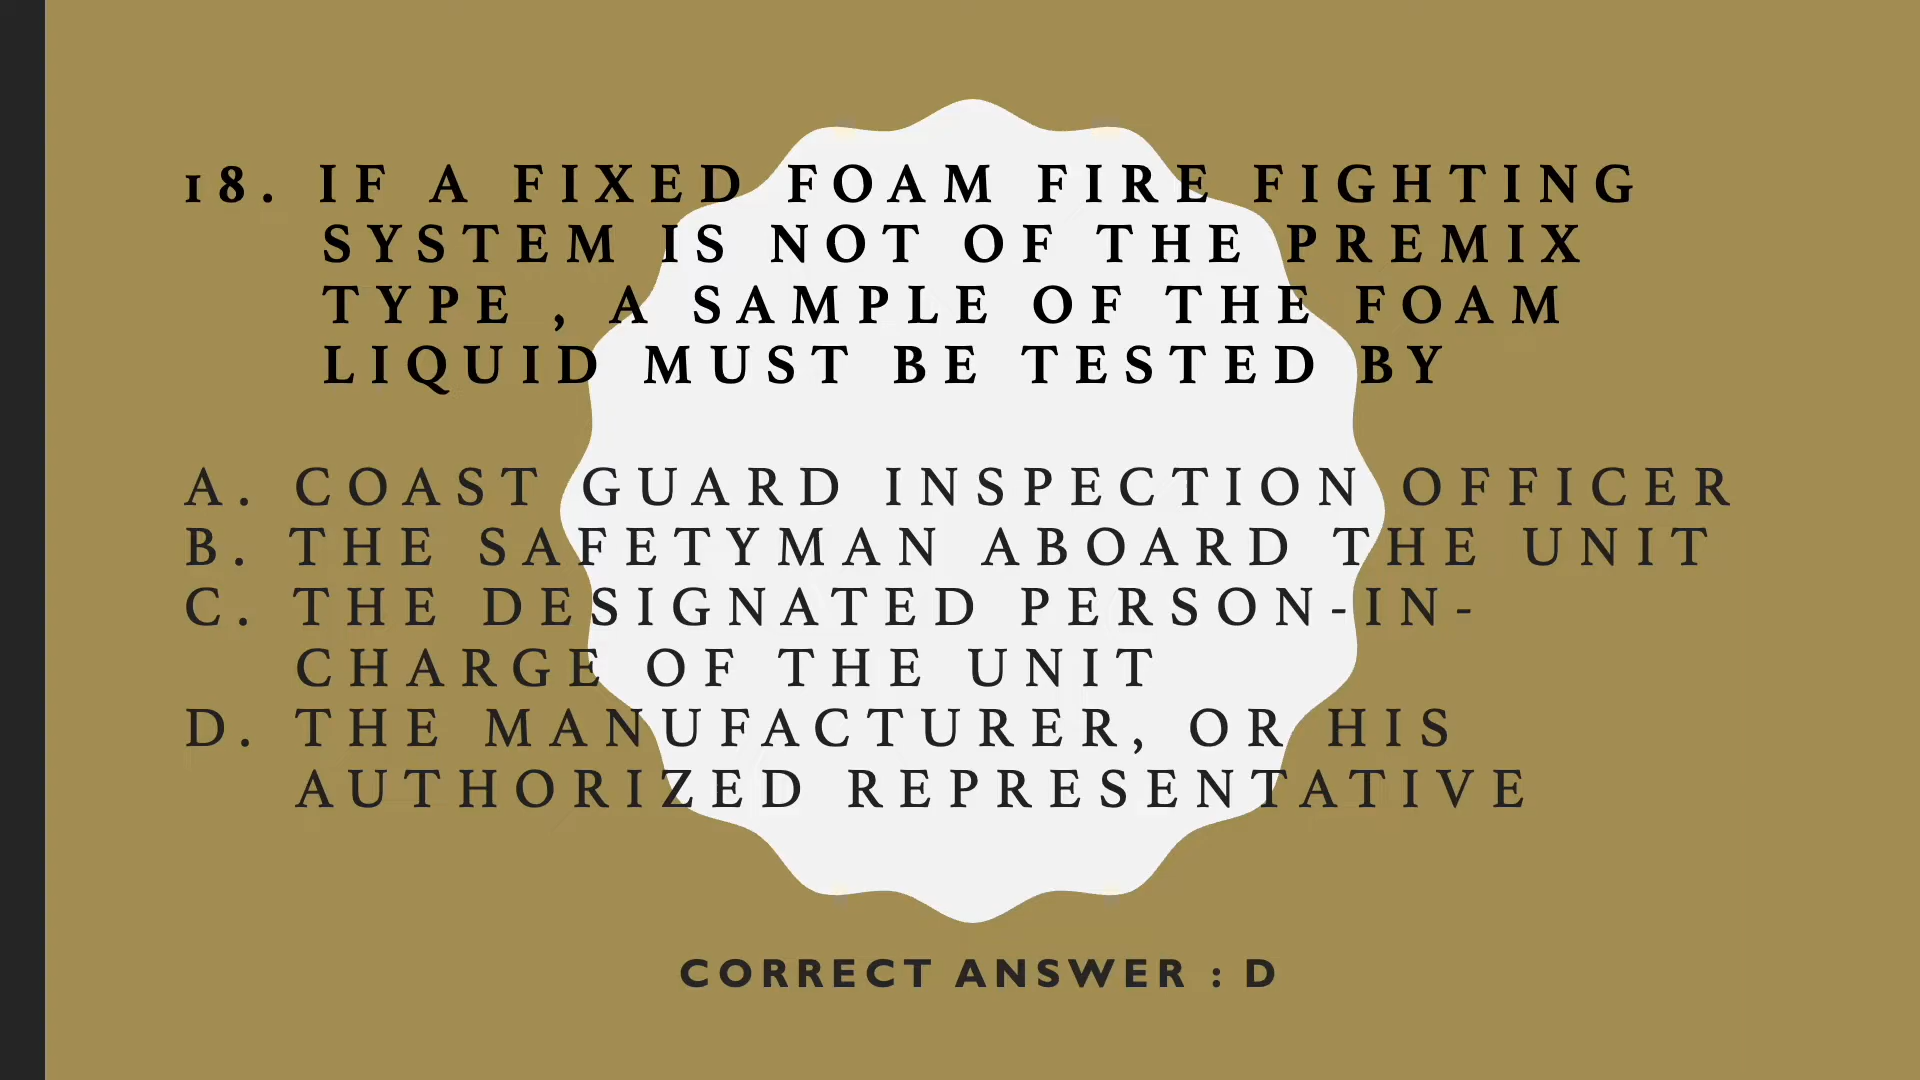 18. IF A FIXED FOAM FIRE FIGHTING
SYSTEM IS NOT OF THE PREMIX
TYPE , A SAMPLE OF THE FOAM
LIQUID MUST BE TESTED BY
A. COAST GUARD INSPECTION OFFICER
B. THE SAFETYMAN ABOARD THE UNIT
C. THE DESIGNATED PERSON-IN-
CHARGE OF THE UNIT
D. THE MANUFACTURER, OR HIS
AUTHORIZED REPRESENTATIVE
CORRECT ANSWER : D